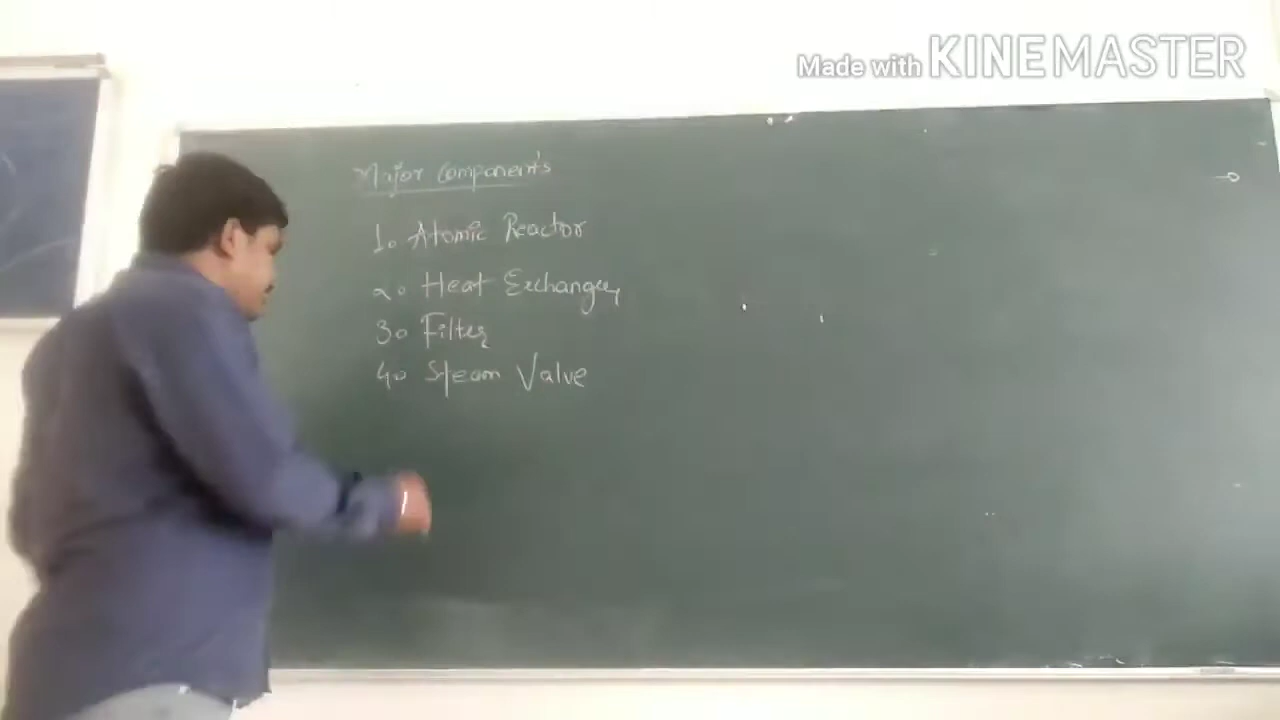 Made with KINEMASTER
Major Components
1. Atomic Reactor
2. Heat Exchanger
3. Filter
4. Steam Valve